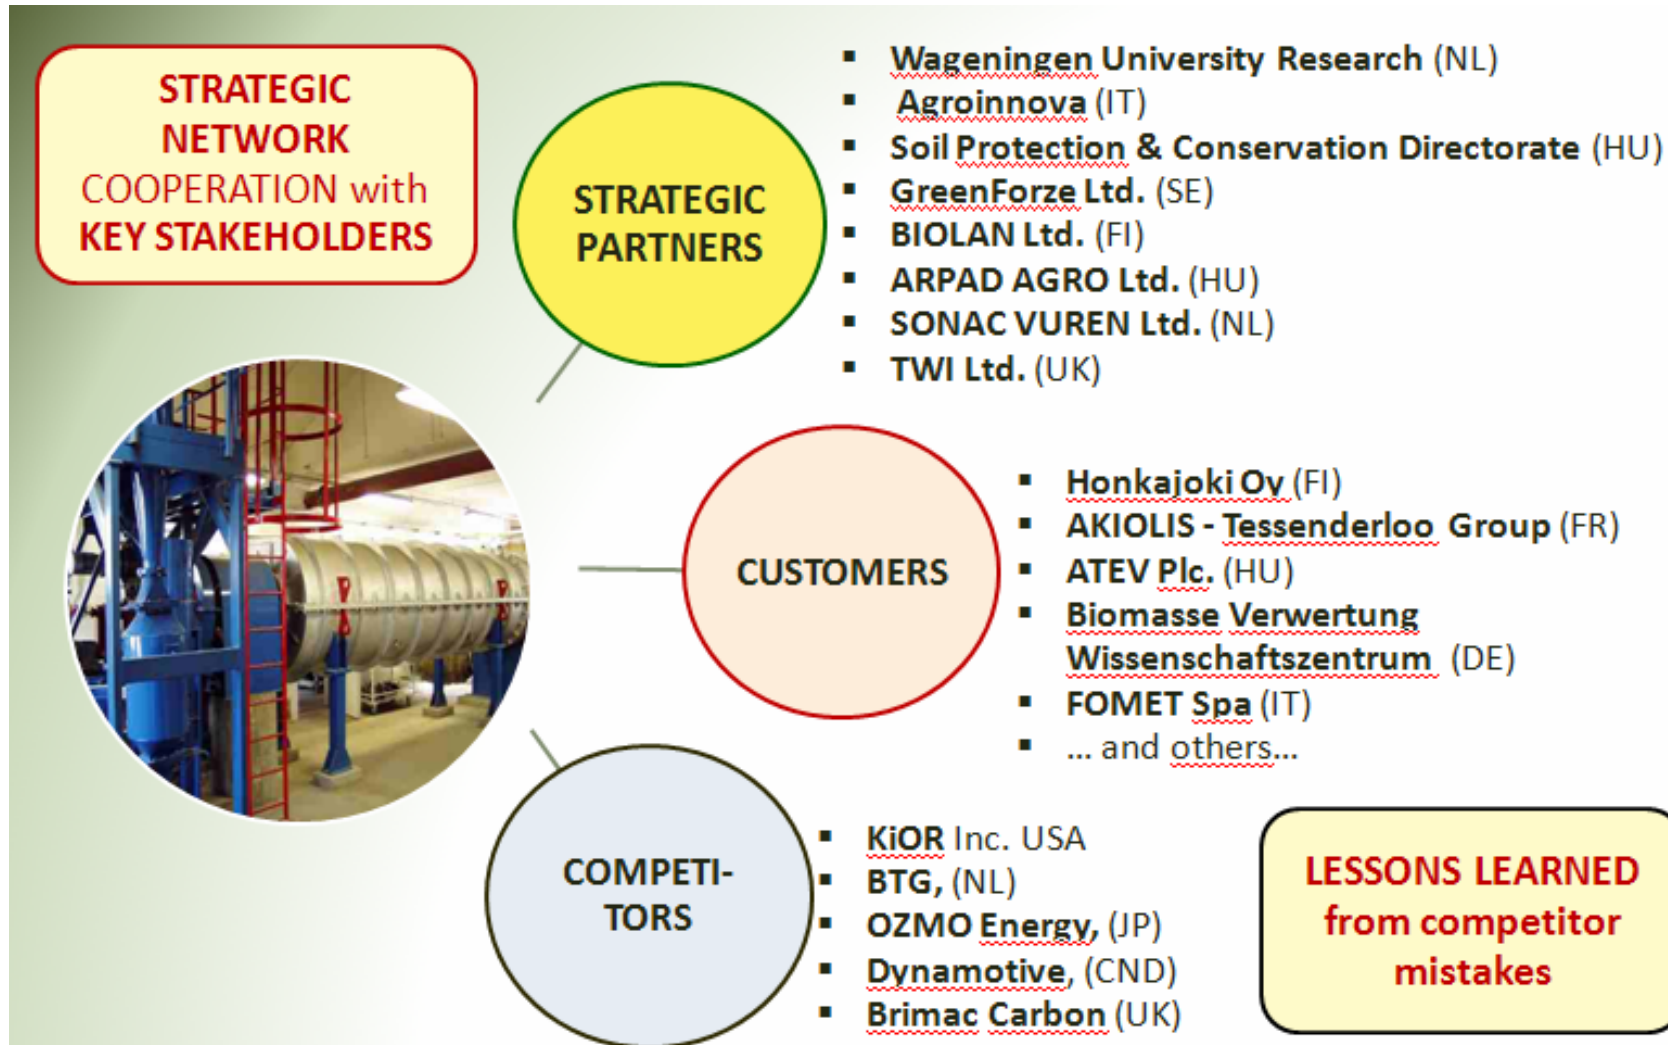 STRATEGIC
NETWORK
COOPERATION with
KEY STAKEHOLDERS
STRATEGIC
PARTNERS
▪ Wageningen University Research (NL)
▪ Agroinnova (IT)
▪ Soil Protection & Conservation Directorate (HU)
▪ GreenForze Ltd. (SE)
▪ BIOLAN Ltd. (FI)
▪ ARPAD AGRO Ltd. (HU)
▪ SONAC VUREN Ltd. (NL)
▪ TWI Ltd. (UK)
CUSTOMERS
▪ Honkajoki Oy (FI)
▪ AKIOLIS - Tessenderloo Group (FR)
▪ ATEV Plc. (HU)
▪ Biomasse Verwertung
Wissenschaftszentrum (DE)
▪ FOMET Spa (IT)
▪ ... and others...
COMPETI-
TORS
▪ KiOR Inc. USA
▪ BTG, (NL)
▪ OZMO Energy, (JP)
▪ Dynamotive, (CND)
▪ Brimac Carbon (UK)
LESSONS LEARNED
from competitor
mistakes